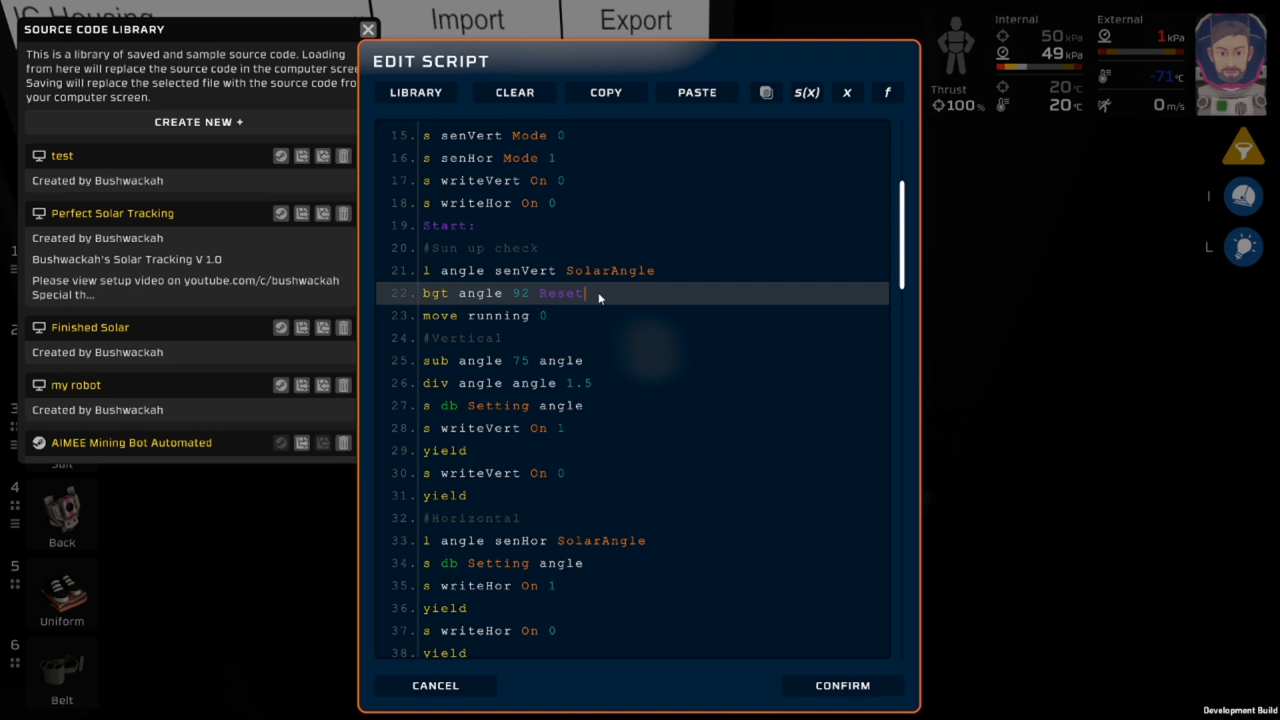 Import
Export
SOURCE CODE LIBRARY
This is a library of saved and sample source code. Loading
from here will replace the source code in the computer scree
Saving will replace the selected file with the source code fro
your computer screen.
CREATE NEW +
test
Created by Bushwackah
Perfect Solar Tracking
Created by Bushwackah
Bushwackah's Solar Tracking V 1.0
Please view setup video on youtube.com/c/bushwackah
Special th...
Finished Solar
Created by Bushwackah
my robot
Created by Bushwackah
AIMEE Mining Bot Automated
4
Back
5
Uniform
6
Belt
EDIT SCRIPT
LIBRARY
CLEAR
COPY
PASTE
S(X)
X
f
15. s senVert Mode 0
16. s senHor Mode 1
17. s writeVert On 0
18. s writeHor On 0
19. Start:
20. #Sun up check
21. l angle senVert SolarAngle
22. bgt angle 92 Reset
23. move running 0
24. #Vertical
25. sub angle 75 angle
26. div angle angle 1.5
27. s db Setting angle
28. s writeVert On 1
29. yield
30. s writeVert On 0
31. yield
32. #Horizontal
33. l angle senHor SolarAngle
34. s db Setting angle
35. s writeHor On 1
36. yield
37. s writeHor On 0
38. yield
CANCEL
CONFIRM
Internal
50 kPa
49 kPa
Thrust
100 %
20 °C
20 °C
External
1 kPa
-71 °C
0 m/s
I
L
Development Build